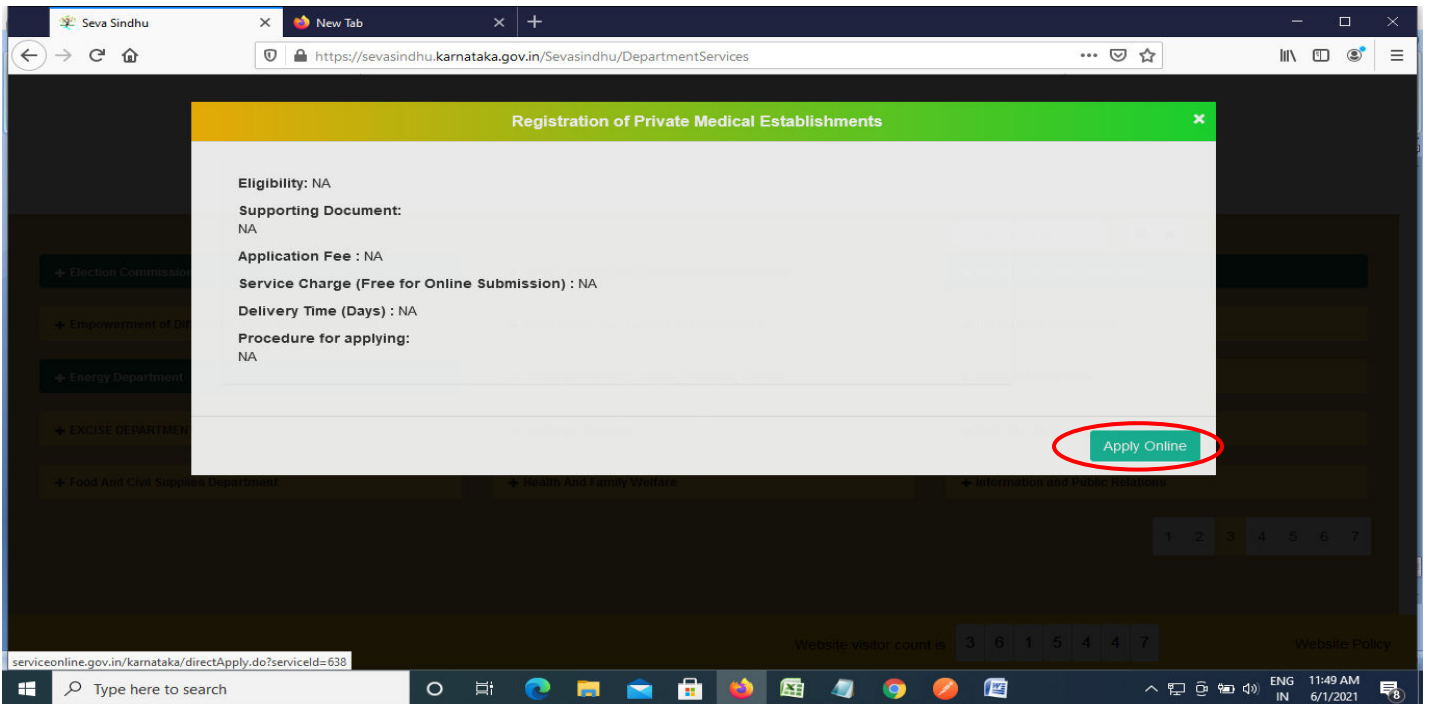 Seva Sindhu
New Tab
https://sevasindhu.karnataka.gov.in/Sevasindhu/DepartmentServices
Registration of Private Medical Establishments
Eligibility: NA
Supporting Document:
NA
Application Fee : NA
Service Charge (Free for Online Submission) : NA
Delivery Time (Days) : NA
Procedure for applying:
NA
Apply Online
+ Election Commission
+ Empowerment of Dif
+ Energy Department
+ EXCISE DEPARTMEN
+ Food And Civil Supplies Department
+ Health And Family Welfare
+ Information and Public Relations
1 2 3 4 5 6 7
Website visitor count is 3 6 1 5 4 4 7
Website Policy
serviceonline.gov.in/karnataka/directApply.do?serviceId=638
Type here to search
ENG 11:49 AM
IN 6/1/2021
8